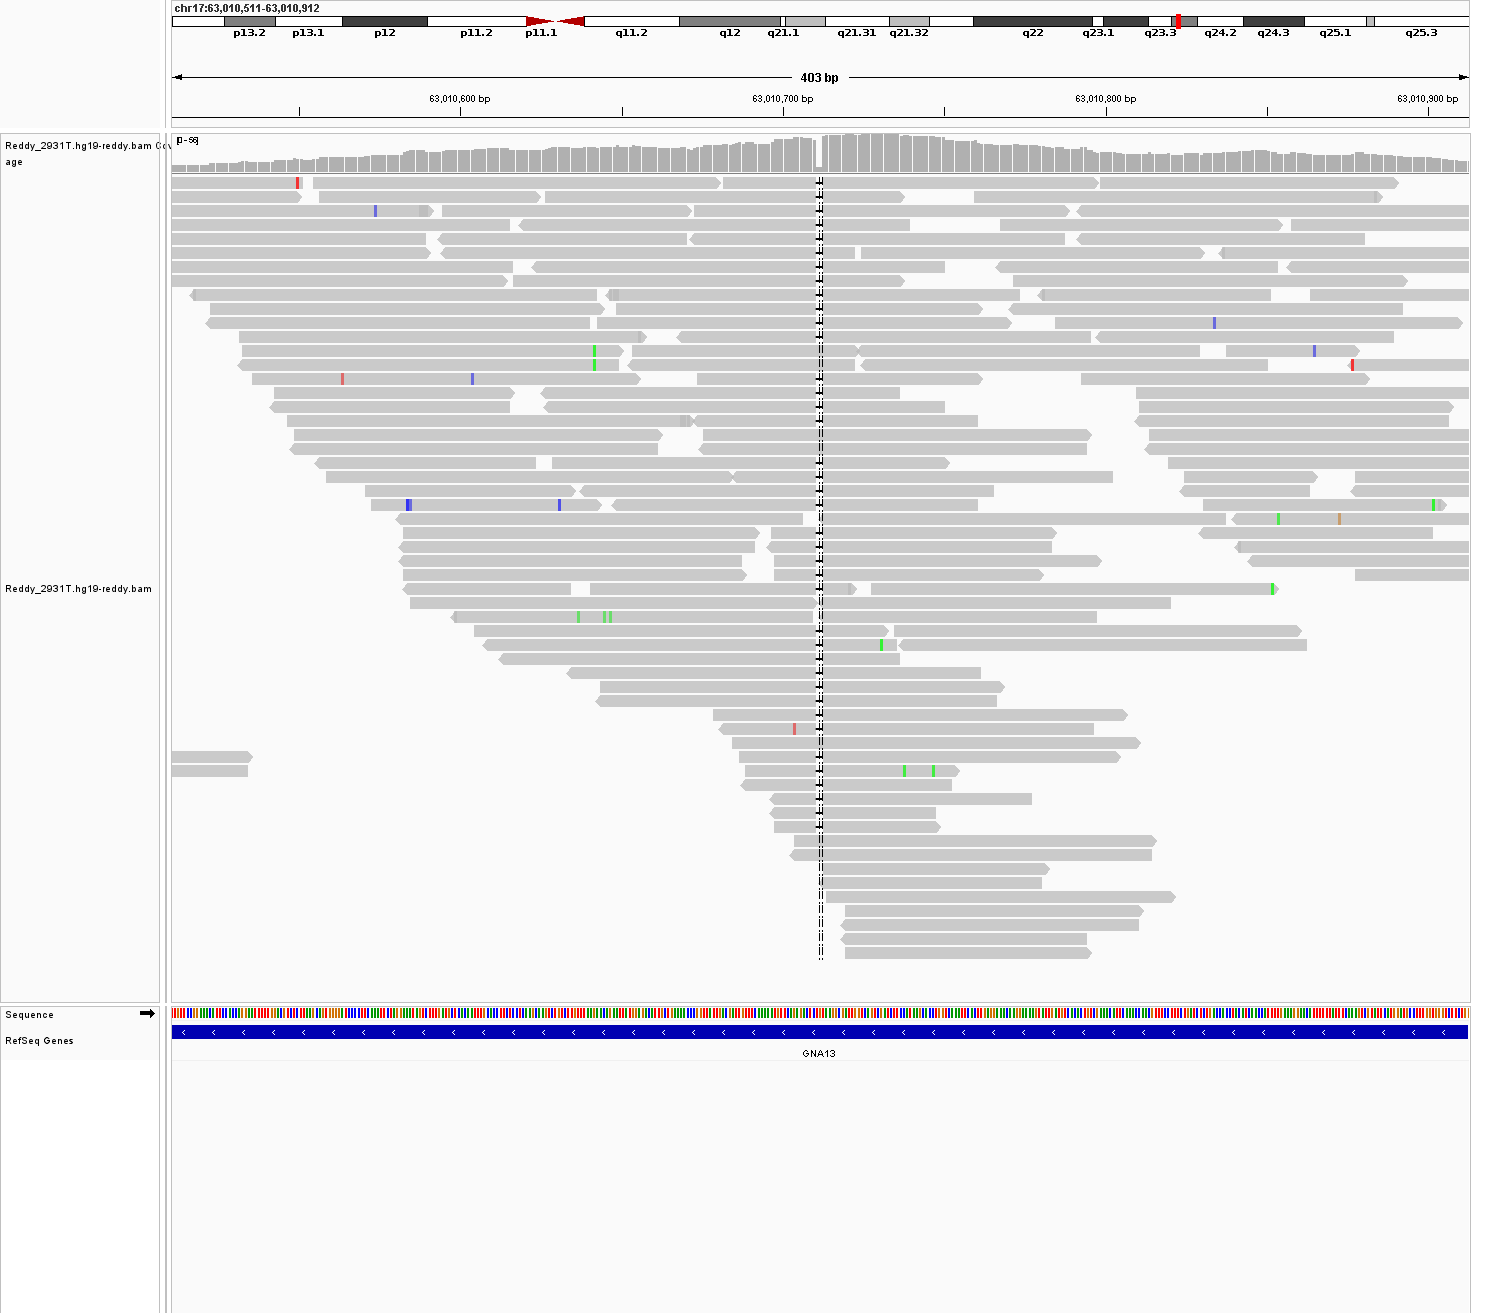 chr17:63,010,511-63,010,912
p13.2 p13.1 p12 p11.2 p11.1 q11.2 q12 q21.1 q21.31 q21.32 q22 q23.1 q23.3 q24.2 q24.3 q25.1 q25.3
403 bp
63,010,600 bp 63,010,700 bp 63,010,800 bp 63,010,900 bp
Reddy_2931T.hg19-reddy.bam Cov
age
[0 - 56]
Reddy_2931T.hg19-reddy.bam
Sequence
RefSeq Genes
GNA13